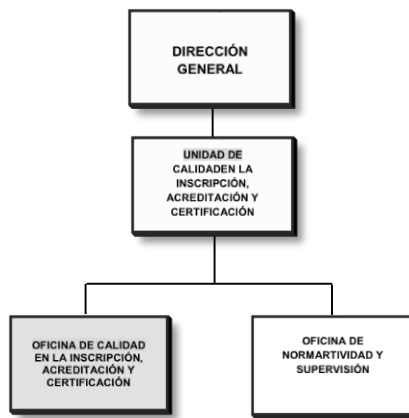 DIRECCIÓN
GENERAL
UNIDAD DE
CALIDADEN LA
INSCRIPCIÓN,
ACREDITACIÓN Y
CERTIFICACIÓN
OFICINA DE CALIDAD
EN LA INSCRIPCIÓN,
ACREDITACIÓN Y
CERTIFICACIÓN
OFICINA DE
NORMARTIVIDAD Y
SUPERVISIÓN